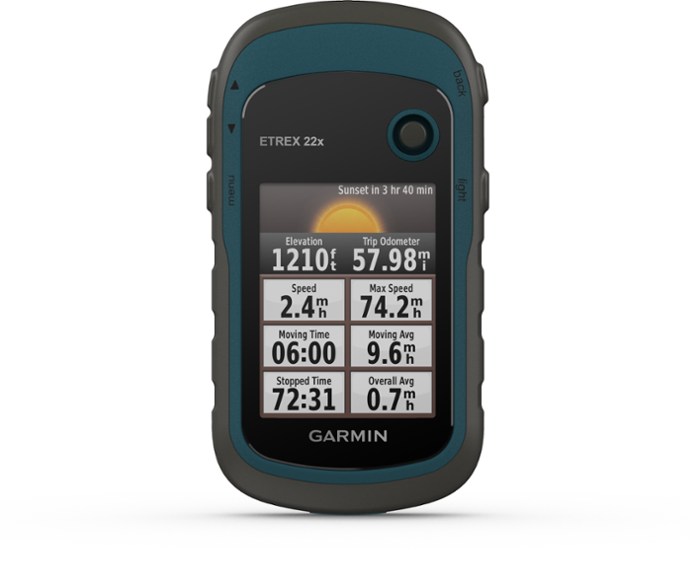 back
ETREX 22x
light
menu
Sunset in 3 hr 40 min
Elevation Trip Odometer
1210ft 57.98mi
Speed Max Speed
2.4mh 74.2mh
Moving Time Moving Avg
06:00 9.6mh
Stopped Time Overall Avg
72:31 0.7mh
GARMIN